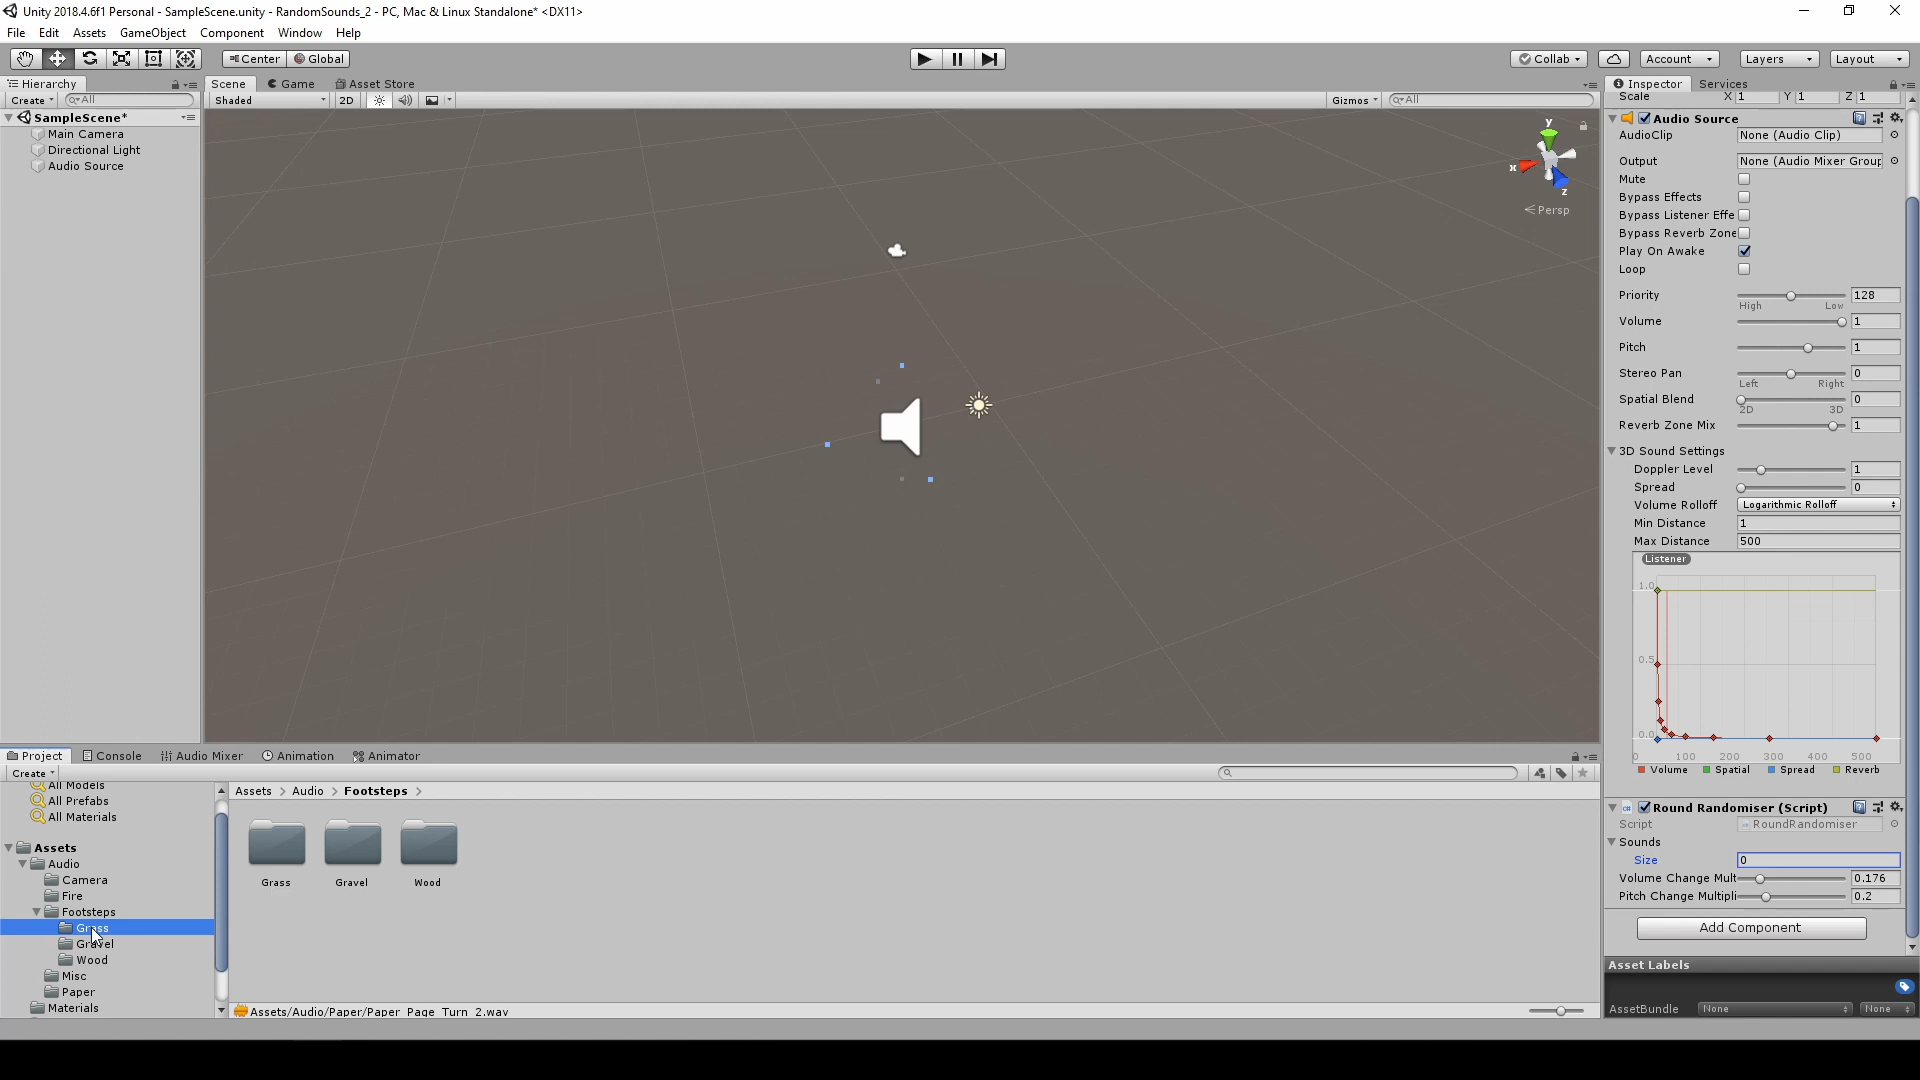 Unity 2018.4.6f1 Personal - SampleScene.unity - RandomSounds_2 - PC, Mac & Linux Standalone* <DX11>
File Edit Assets GameObject Component Window Help
Center Global
Collab Account Layers Layout
Hierarchy
Create All
SampleScene*
Main Camera
Directional Light
Audio Source
Scene Game Asset Store
Shaded 2D Gizmos All
y
x
z
Persp
Inspector Services
Scale X 1 Y 1 Z 1
Audio Source
AudioClip None (Audio Clip)
Output None (Audio Mixer Group
Mute
Bypass Effects
Bypass Listener Effe
Bypass Reverb Zone
Play On Awake
Loop
Priority 128
High Low
Volume 1
Pitch 1
Stereo Pan 0
Left Right
Spatial Blend 0
2D 3D
Reverb Zone Mix 1
3D Sound Settings
Doppler Level 1
Spread 0
Volume Rolloff Logarithmic Rolloff
Min Distance 1
Max Distance 500
Listener
1.0
0.5
0.0
0 100 200 300 400 500
Volume Spatial Spread Reverb
Round Randomiser (Script)
Script RoundRandomiser
Sounds
Size 0
Volume Change Mult 0.176
Pitch Change Multipli 0.2
Add Component
Asset Labels
AssetBundle None None
Project Console Audio Mixer Animation Animator
Create
All Models
All Prefabs
All Materials
Assets
Audio
Camera
Fire
Footsteps
Grass
Gravel
Wood
Misc
Paper
Materials
Assets > Audio > Footsteps >
Grass Gravel Wood
Assets/Audio/Paper/Paper_Page_Turn_2.wav